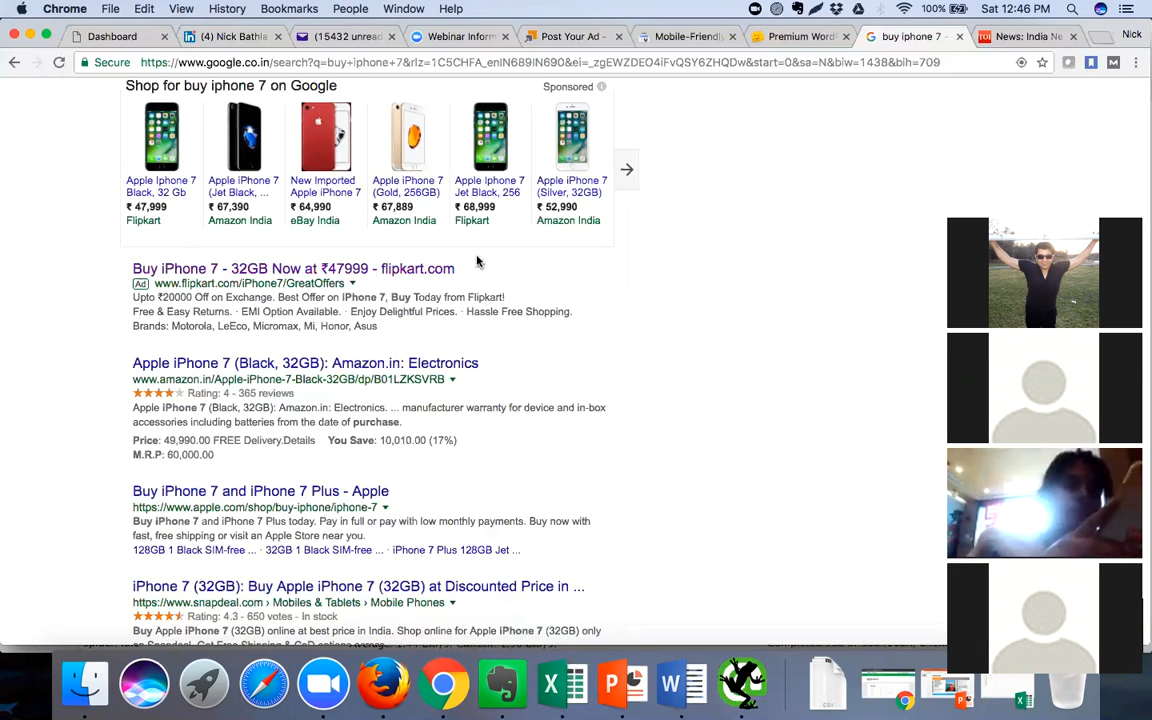 Chrome File Edit View History Bookmarks People Window Help 100% Sat 12:46 PM
Dashboard × (4) Nick Bathla × (15432 unrea × Webinar Inform × Post Your Ad - × Mobile-Friendly × Premium WordP × buy iphone 7 - × News: India Ne × Nick
Secure https://www.google.co.in/search?q=buy+iphone+7&rlz=1C5CHFA_enIN689IN690&ei=_zgEWZDEO4iFvQSY6ZHQDw&start=0&sa=N&biw=1438&bih=709
Shop for buy iphone 7 on Google Sponsored
Apple Iphone 7 Apple iPhone 7 New Imported Apple iPhone 7 Apple Iphone 7 Apple iPhone 7
Black, 32 Gb (Jet Black, ... Apple iPhone 7 (Gold, 256GB) Jet Black, 256 (Silver, 32GB)
₹ 47,999 ₹ 67,390 ₹ 64,990 ₹ 67,889 ₹ 68,999 ₹ 52,990
Flipkart Amazon India eBay India Amazon India Flipkart Amazon India
Buy iPhone 7 - 32GB Now at ₹47999 - flipkart.com
Ad www.flipkart.com/iPhone7/GreatOffers
Upto ₹20000 Off on Exchange. Best Offer on iPhone 7, Buy Today from Flipkart!
Free & Easy Returns. · EMI Option Available. · Enjoy Delightful Prices. · Hassle Free Shipping.
Brands: Motorola, LeEco, Micromax, Mi, Honor, Asus
Apple iPhone 7 (Black, 32GB): Amazon.in: Electronics
www.amazon.in/Apple-iPhone-7-Black-32GB/dp/B01LZKSVRB
Rating: 4 - 365 reviews
Apple iPhone 7 (Black, 32GB): Amazon.in: Electronics. ... manufacturer warranty for device and in-box
accessories including batteries from the date of purchase.
Price: 49,990.00 FREE Delivery.Details You Save: 10,010.00 (17%)
M.R.P: 60,000.00
Buy iPhone 7 and iPhone 7 Plus - Apple
https://www.apple.com/shop/buy-iphone/iphone-7
Buy iPhone 7 and iPhone 7 Plus today. Pay in full or pay with low monthly payments. Buy now with
fast, free shipping or visit an Apple Store near you.
128GB 1 Black SIM-free ... · 32GB 1 Black SIM-free ... · iPhone 7 Plus 128GB Jet ...
iPhone 7 (32GB): Buy Apple iPhone 7 (32GB) at Discounted Price in ...
https://www.snapdeal.com › Mobiles & Tablets › Mobile Phones
Rating: 4.3 - 650 votes - In stock
Buy Apple iPhone 7 (32GB) online at best price in India. Shop online for Apple iPhone 7 (32GB) only